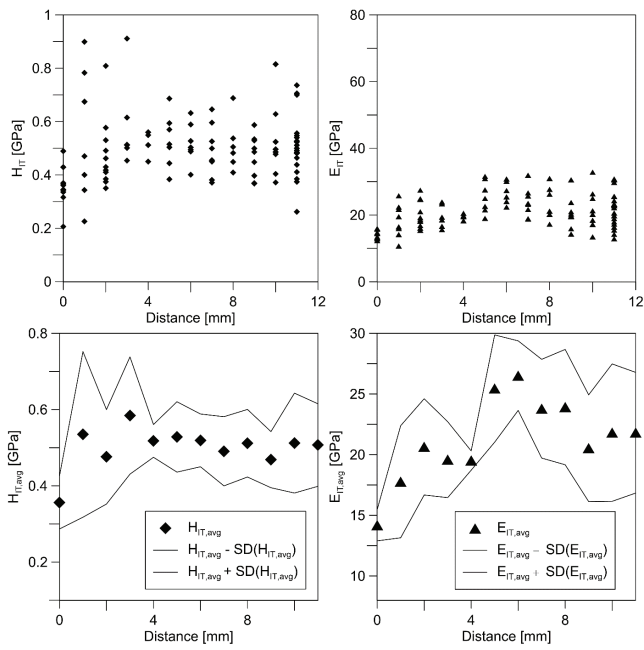 1
0.8
0.6
0.4
0.2
0
H_IT [GPa]
0 4 8 12
Distance [mm]
80
60
40
20
0
E_IT [GPa]
0 4 8 12
Distance [mm]
0.8
0.6
0.4
0.2
H_IT,avg [GPa]
0 4 8
Distance [mm]
H_IT,avg
H_IT,avg - SD(H_IT,avg)
H_IT,avg + SD(H_IT,avg)
30
25
20
15
10
E_IT,avg [GPa]
0 4 8
Distance [mm]
E_IT,avg
E_IT,avg − SD(E_IT,avg)
E_IT,avg + SD(E_IT,avg)